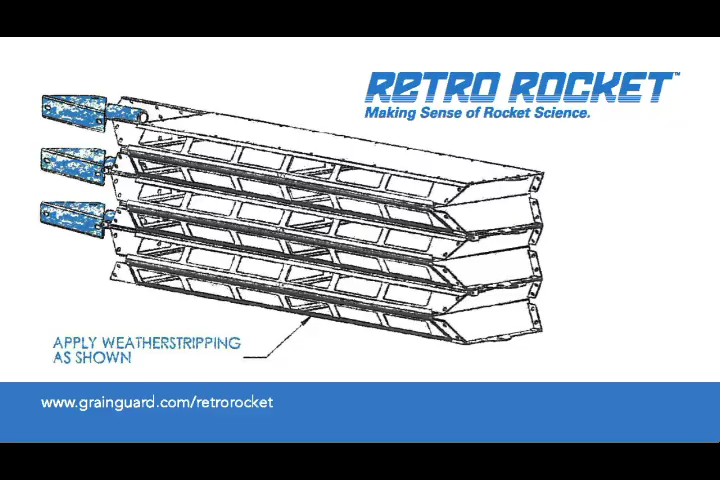 RETRO ROCKET™
Making Sense of Rocket Science.
APPLY WEATHERSTRIPPING
AS SHOWN
www.grainguard.com/retrorocket